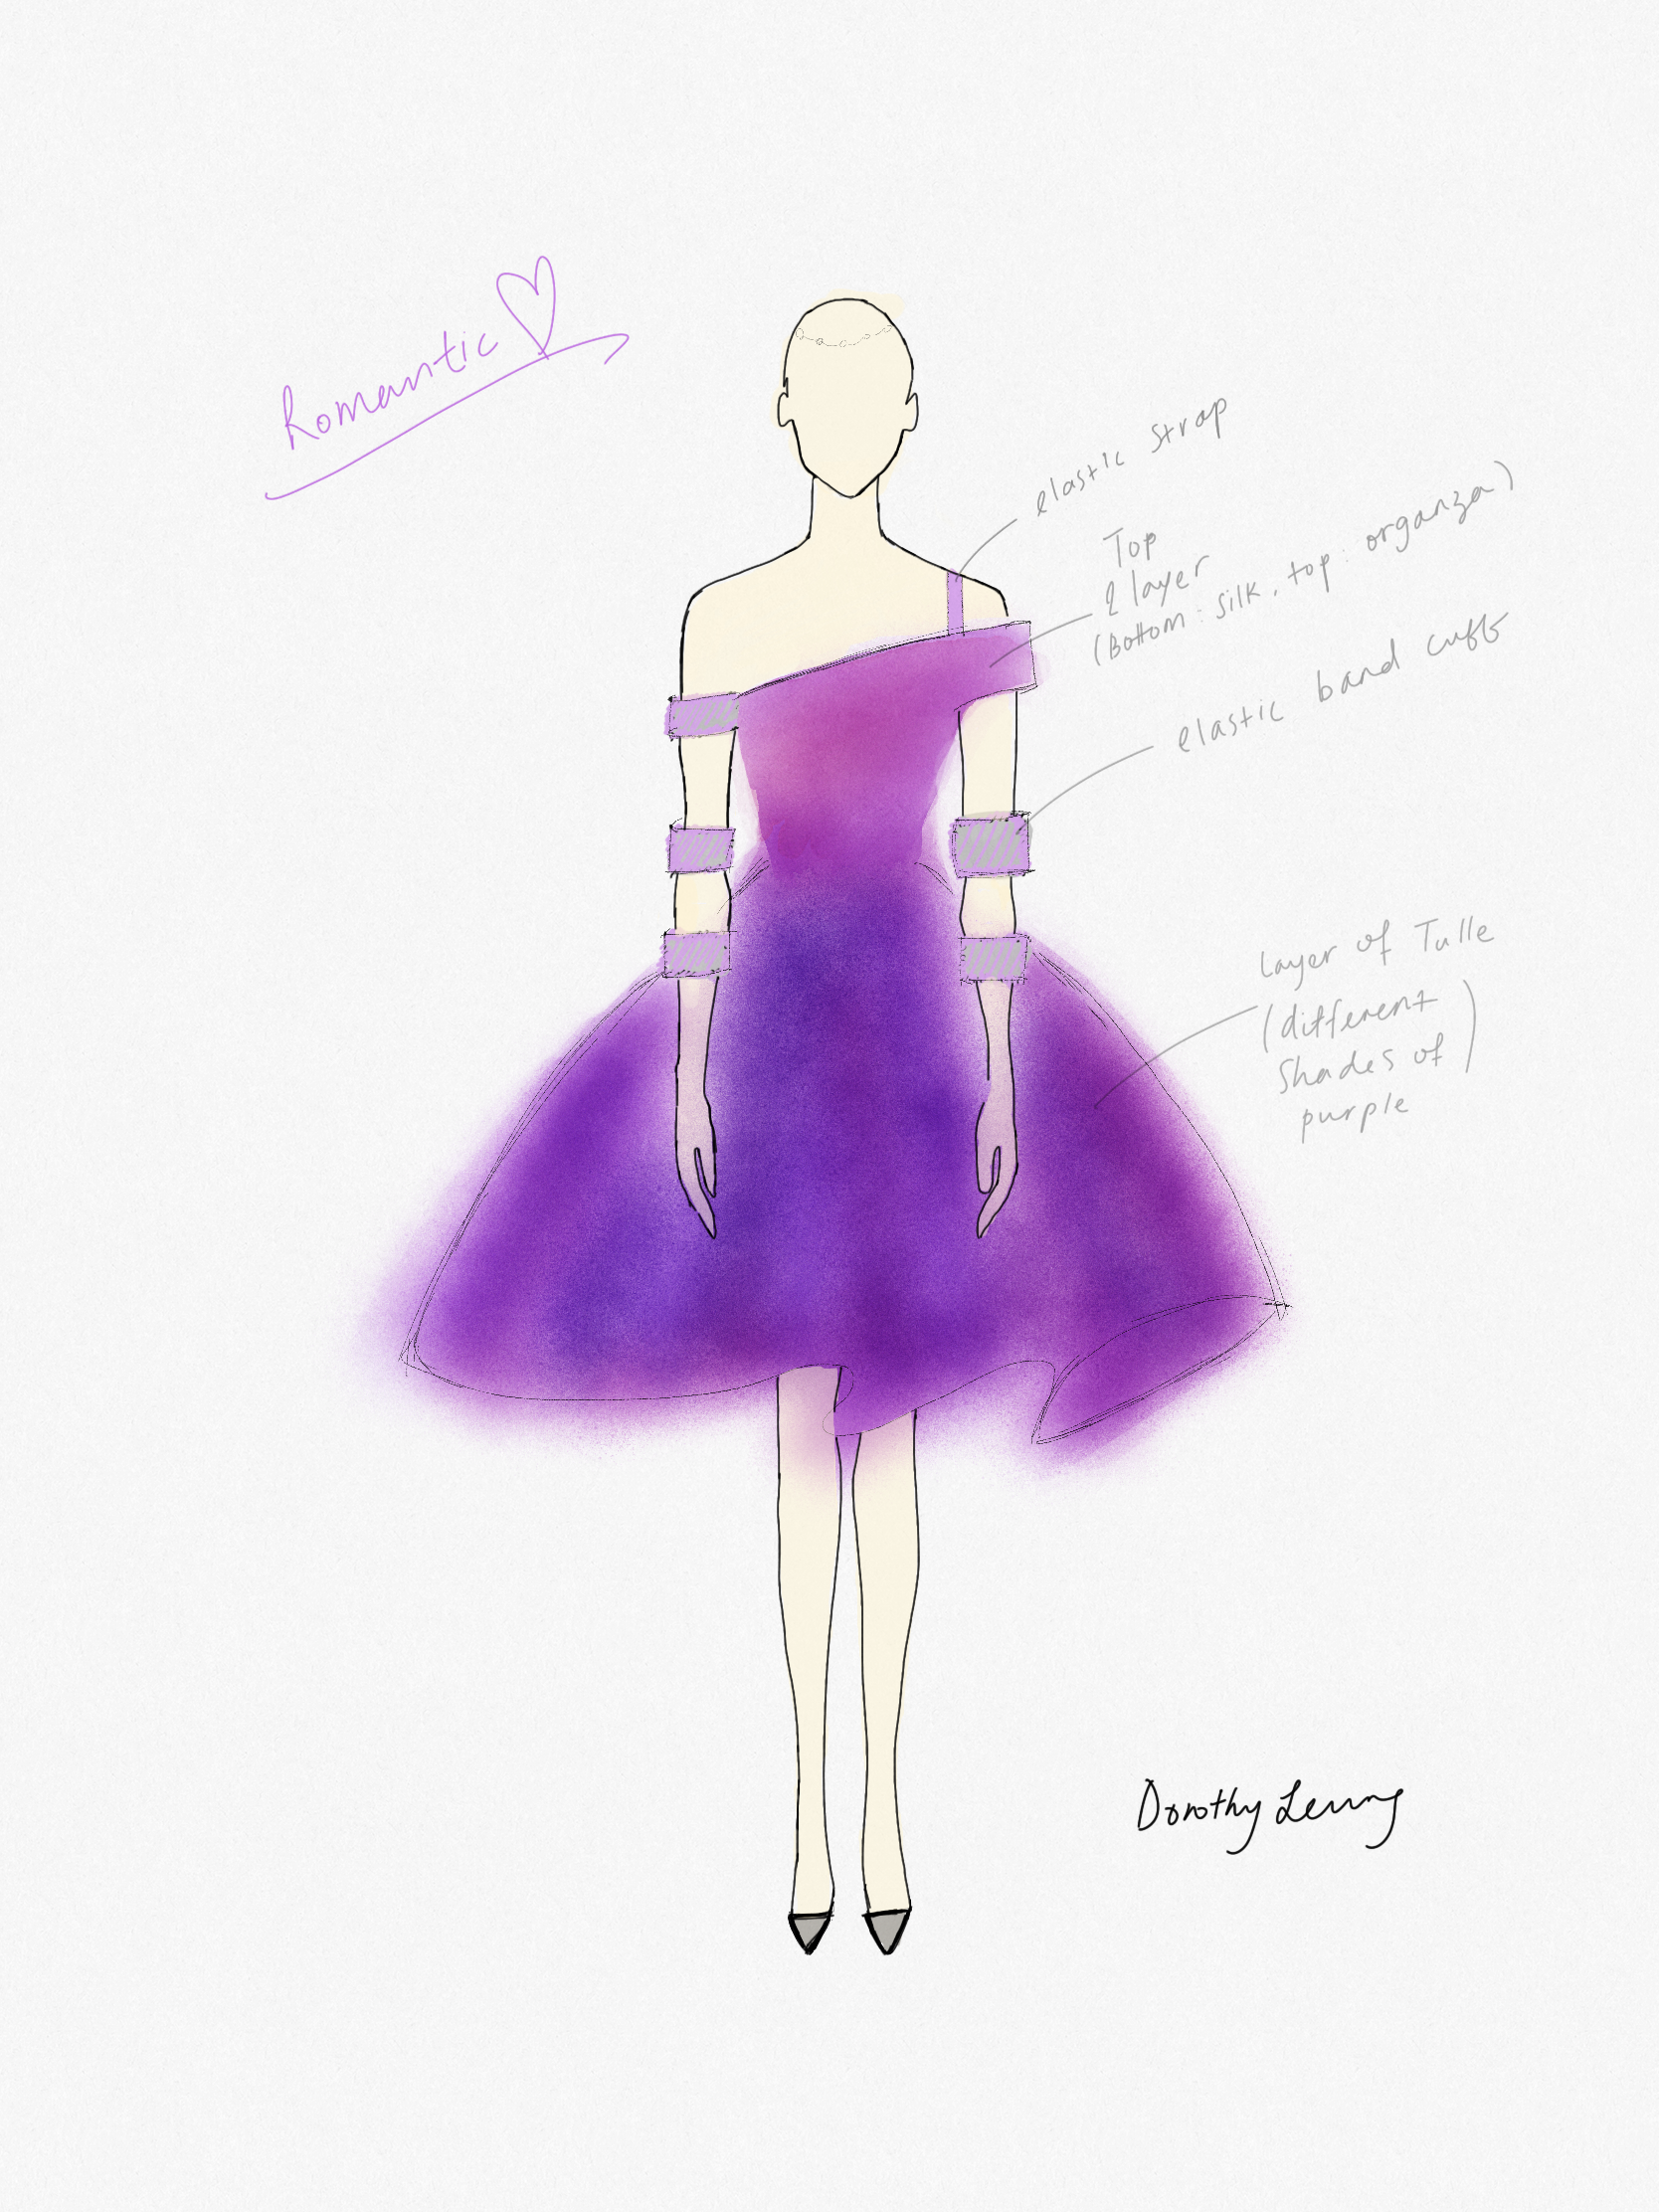 Romantic
elastic strap
Top
2 layer
(Bottom : silk, top : organza)
elastic band cuff
Layer of Tulle
(different
shades of)
purple
Dorothy Leung